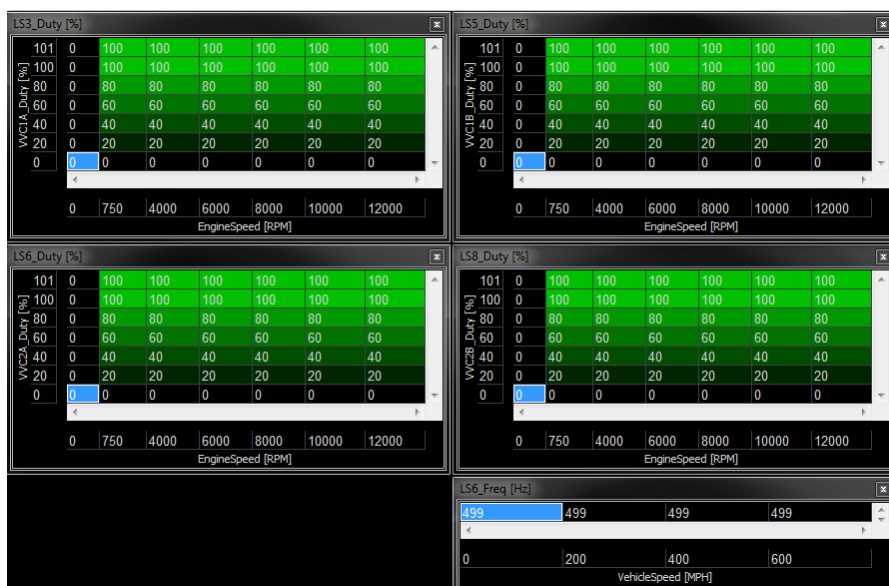 LS3_Duty [%] x
VVC1A_Duty [%]
101 0 100 100 100 100 100 100
100 0 100 100 100 100 100 100
80 0 80 80 80 80 80 80
60 0 60 60 60 60 60 60
40 0 40 40 40 40 40 40
20 0 20 20 20 20 20 20
0 0 0 0 0 0 0 0
0 750 4000 6000 8000 10000 12000
EngineSpeed [RPM]
LS5_Duty [%] x
VVC1B_Duty [%]
101 0 100 100 100 100 100 100
100 0 100 100 100 100 100 100
80 0 80 80 80 80 80 80
60 0 60 60 60 60 60 60
40 0 40 40 40 40 40 40
20 0 20 20 20 20 20 20
0 0 0 0 0 0 0 0
0 750 4000 6000 8000 10000 12000
EngineSpeed [RPM]
LS6_Duty [%] x
VVC2A_Duty [%]
101 0 100 100 100 100 100 100
100 0 100 100 100 100 100 100
80 0 80 80 80 80 80 80
60 0 60 60 60 60 60 60
40 0 40 40 40 40 40 40
20 0 20 20 20 20 20 20
0 0 0 0 0 0 0 0
0 750 4000 6000 8000 10000 12000
EngineSpeed [RPM]
LS8_Duty [%] x
VVC2B_Duty [%]
101 0 100 100 100 100 100 100
100 0 100 100 100 100 100 100
80 0 80 80 80 80 80 80
60 0 60 60 60 60 60 60
40 0 40 40 40 40 40 40
20 0 20 20 20 20 20 20
0 0 0 0 0 0 0 0
0 750 4000 6000 8000 10000 12000
EngineSpeed [RPM]
LS6_Freq [Hz] x
499 499 499 499
0 200 400 600
VehicleSpeed [MPH]